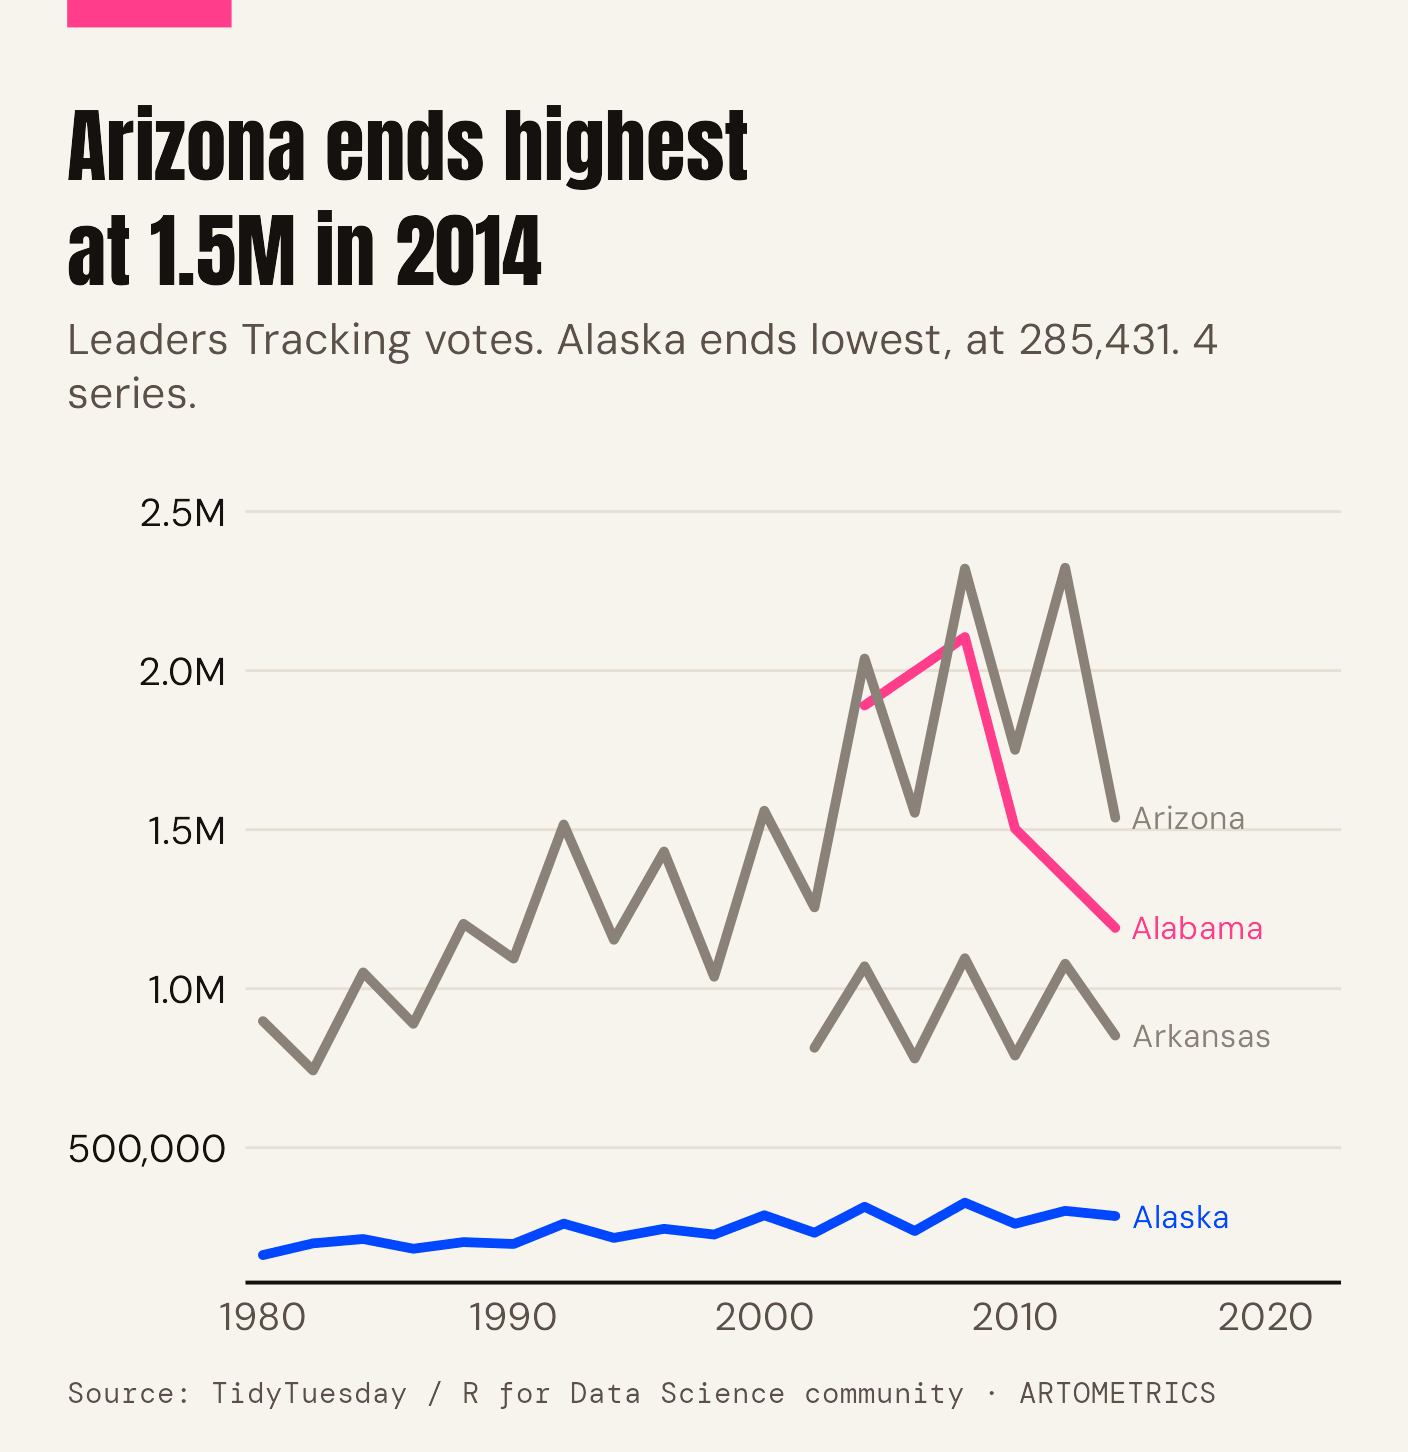 Arizona ends highest
at 1.5M in 2014
Leaders Tracking votes. Alaska ends lowest, at 285,431. 4
series.
2.5M
2.0M
1.5M
1.0M
500,000
Arizona
Alabama
Arkansas
Alaska
1980 1990 2000 2010 2020
Source: TidyTuesday / R for Data Science community · ARTOMETRICS